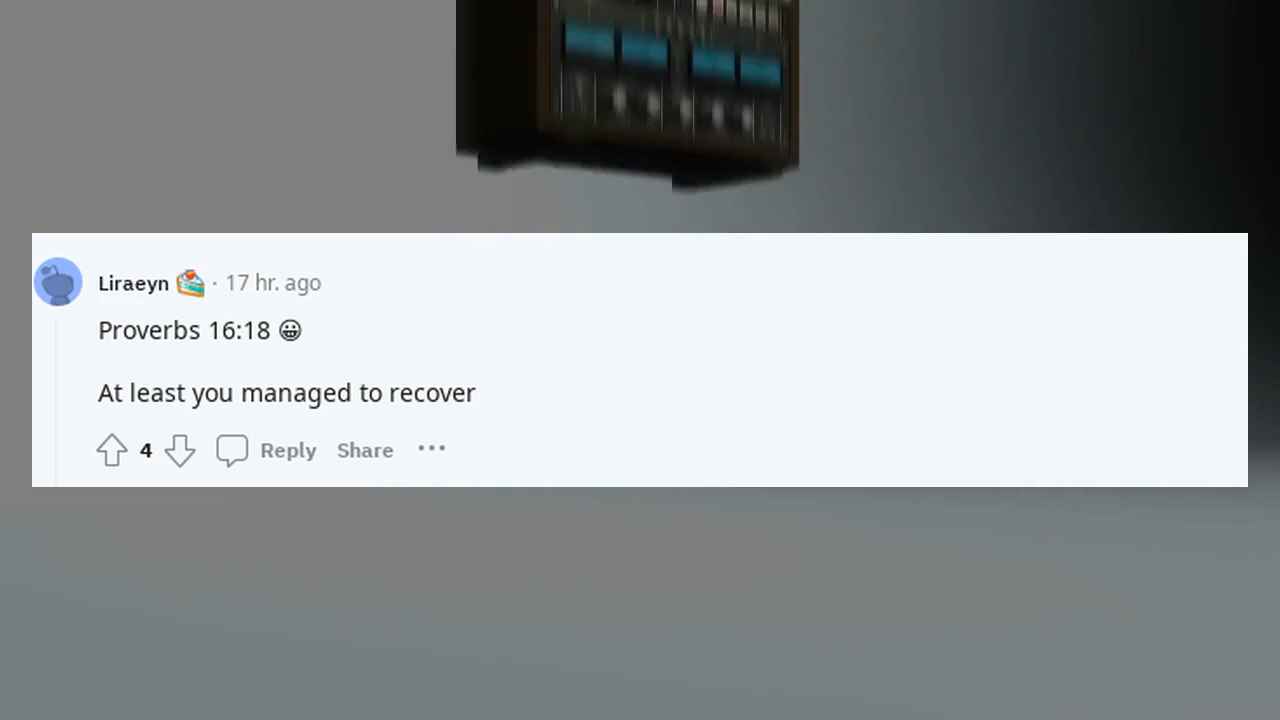 Liraeyn 🍰 · 17 hr. ago
Proverbs 16:18 😀
At least you managed to recover
4 Reply Share ···